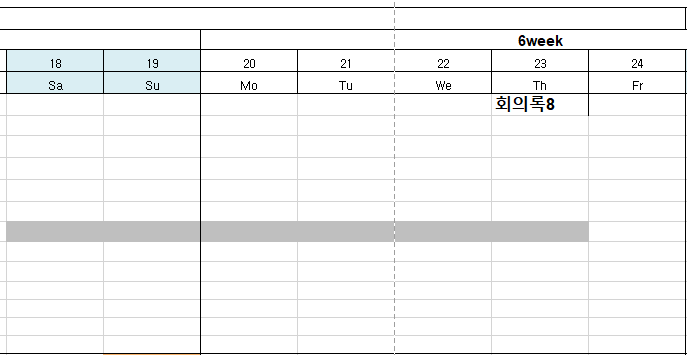 6week
18 19 20 21 22 23 24
Sa Su Mo Tu We Th Fr
회의록8